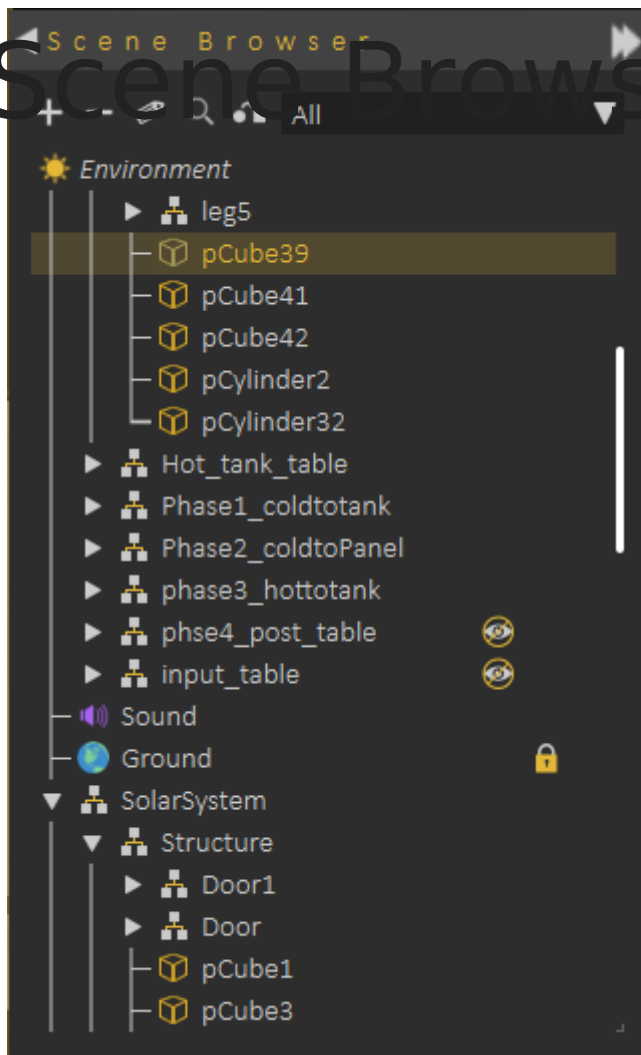 Scene Browser
Scene Brows
All
Environment
leg5
pCube39
pCube41
pCube42
pCylinder2
pCylinder32
Hot_tank_table
Phase1_coldtotank
Phase2_coldtoPanel
phase3_hottotank
phse4_post_table
input_table
Sound
Ground
SolarSystem
Structure
Door1
Door
pCube1
pCube3